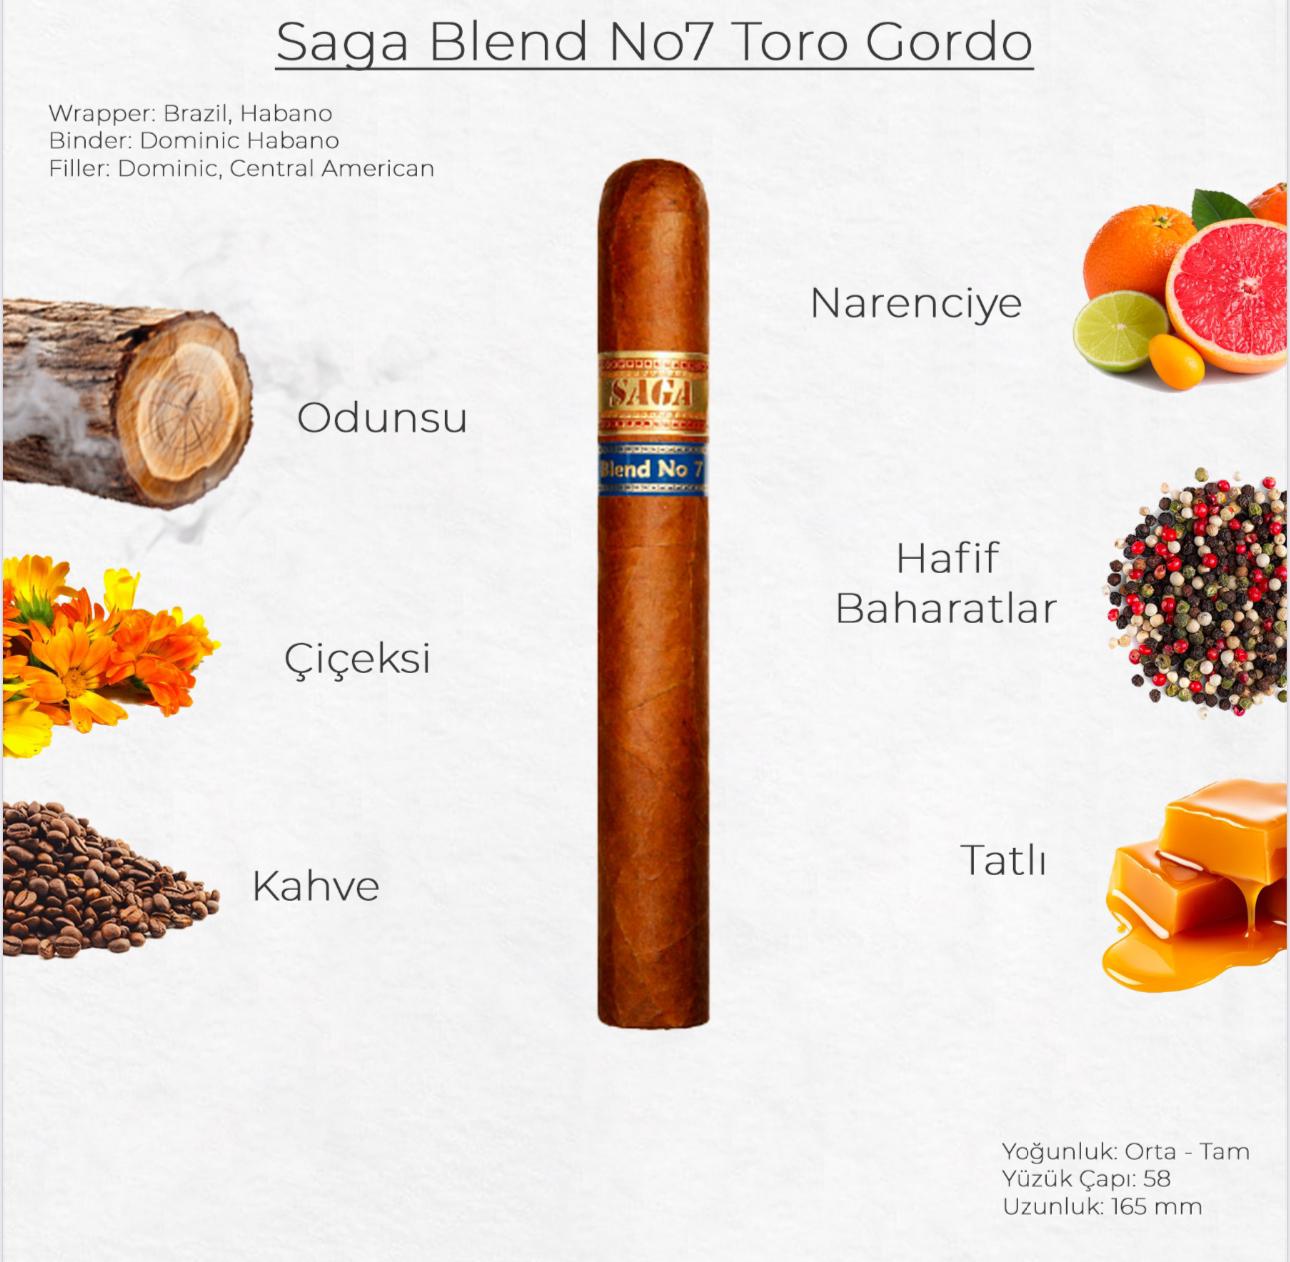 Saga Blend No7 Toro Gordo
Wrapper: Brazil, Habano
Binder: Dominic Habano
Filler: Dominic, Central American
Narenciye
SAGA
Blend No 7
Odunsu
Hafif
Baharatlar
Çiçeksi
Tatlı
Kahve
Yoğunluk: Orta - Tam
Yüzük Çapı: 58
Uzunluk: 165 mm